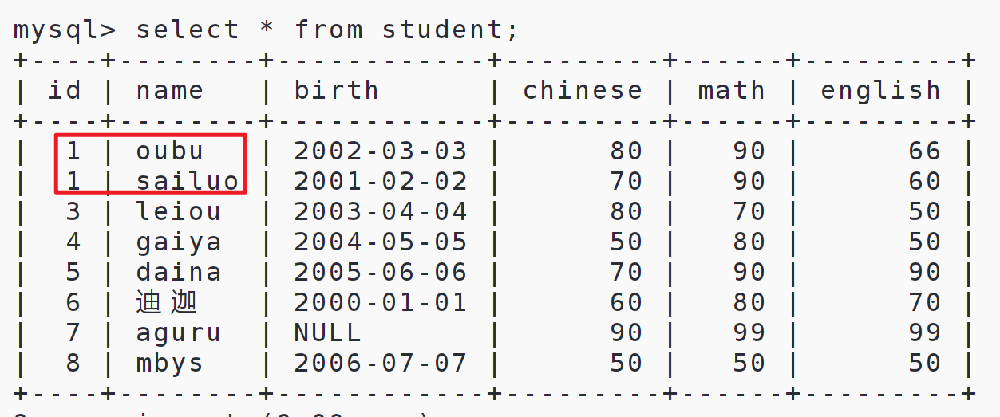 mysql> select * from student;
+----+--------+------------+---------+------+---------+
| id | name   | birth      | chinese | math | english |
+----+--------+------------+---------+------+---------+
|  1 | oubu   | 2002-03-03 |      80 |   90 |      66 |
|  1 | sailuo | 2001-02-02 |      70 |   90 |      60 |
|  3 | leiou  | 2003-04-04 |      80 |   70 |      50 |
|  4 | gaiya  | 2004-05-05 |      50 |   80 |      50 |
|  5 | daina  | 2005-06-06 |      70 |   90 |      90 |
|  6 | 迪迦   | 2000-01-01 |      60 |   80 |      70 |
|  7 | aguru  | NULL       |      90 |   99 |      99 |
|  8 | mbys   | 2006-07-07 |      50 |   50 |      50 |
+----+--------+------------+---------+------+---------+